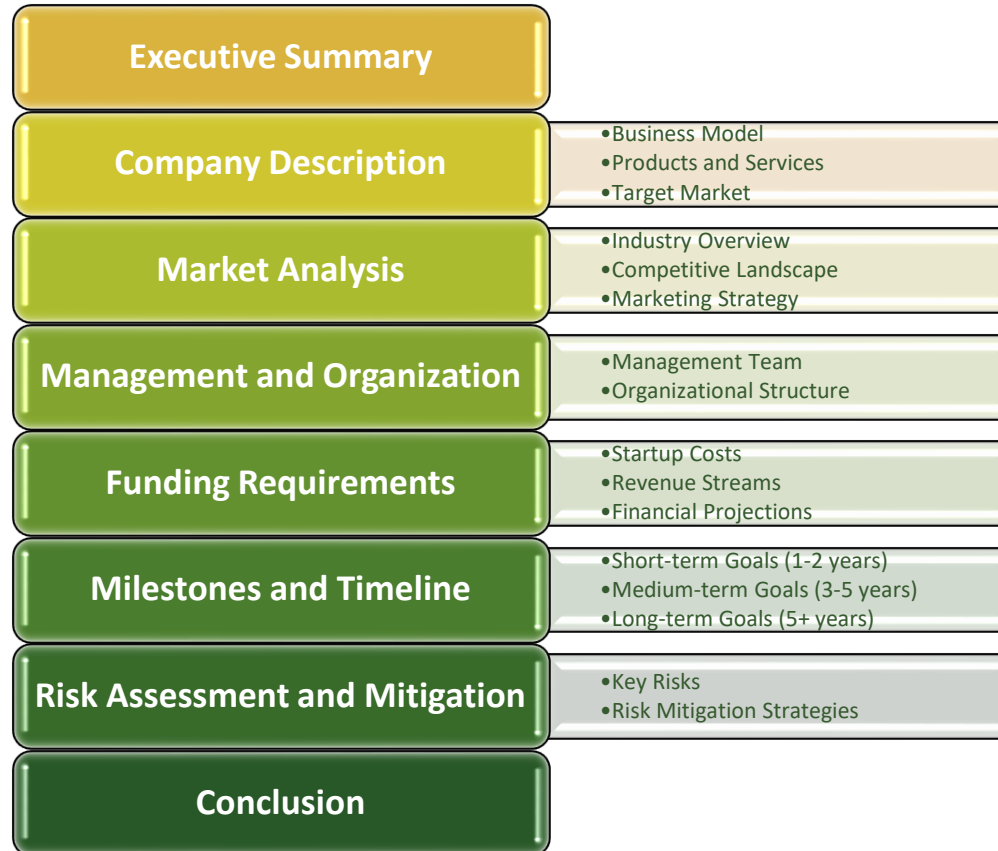 Executive Summary
Company Description
•Business Model
•Products and Services
•Target Market
Market Analysis
•Industry Overview
•Competitive Landscape
•Marketing Strategy
Management and Organization
•Management Team
•Organizational Structure
Funding Requirements
•Startup Costs
•Revenue Streams
•Financial Projections
Milestones and Timeline
•Short-term Goals (1-2 years)
•Medium-term Goals (3-5 years)
•Long-term Goals (5+ years)
Risk Assessment and Mitigation
•Key Risks
•Risk Mitigation Strategies
Conclusion